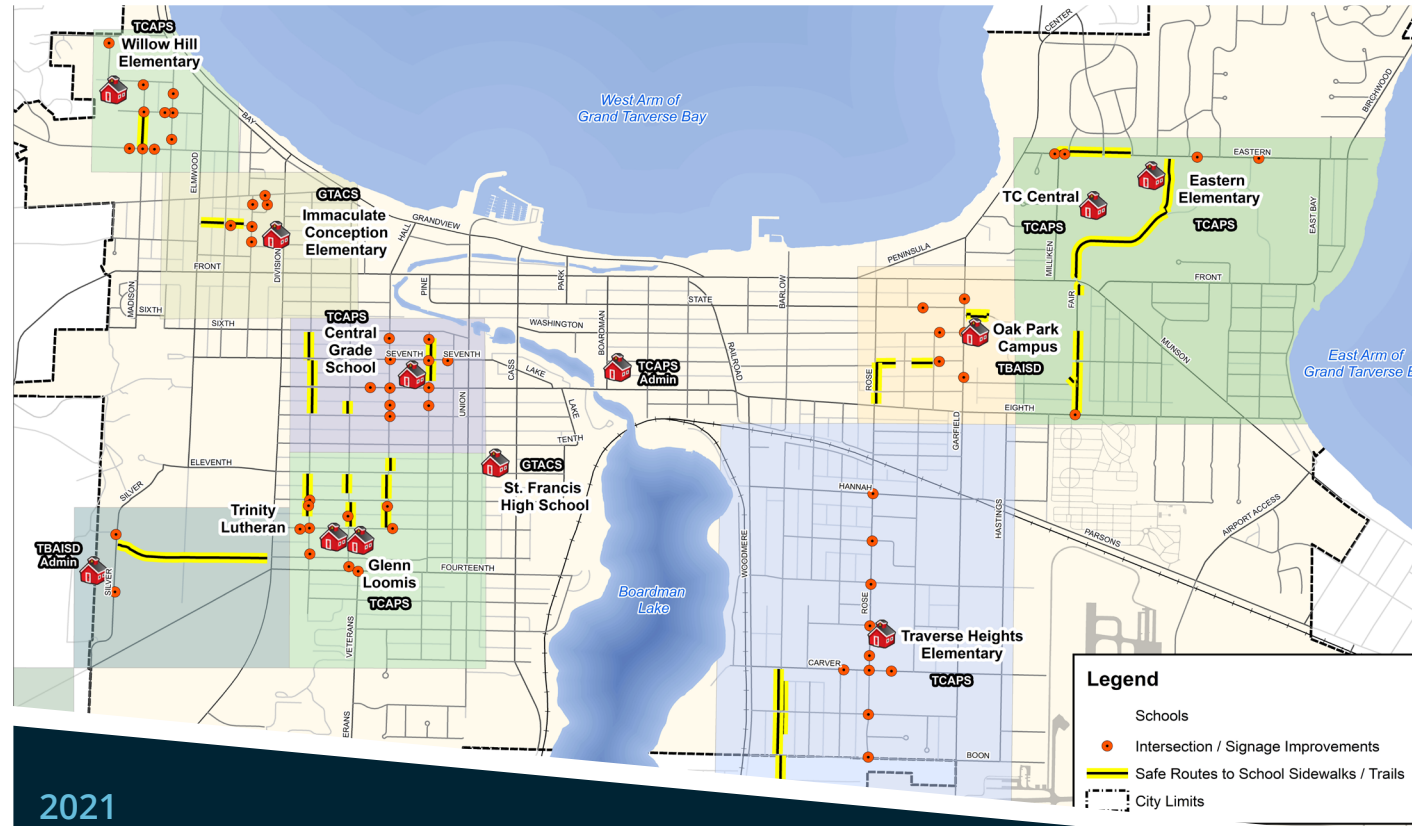 TCAPS
Willow Hill
Elementary
CENTER
BIRCHWOOD
West Arm of
Grand Tarverse Bay
BAY
ELMWOOD
EASTERN
GTACS
Immaculate
Conception
Elementary
TC Central
TCAPS
Eastern
Elementary
TCAPS
EAST BAY
GRANDVIEW
HALL
DIVISION
FRONT
PENINSULA
MILLIKEN
FRONT
MADISON
SIXTH
SIXTH
PINE
PARK
STATE
BARLOW
FAIR
MUNSON
TCAPS
Central
Grade
School
SEVENTH
SEVENTH
WASHINGTON
BOARDMAN
RAILROAD
Oak Park
Campus
TBAISD
CASS
LAKE
TCAPS
Admin
ROSE
East Arm of
Grand Tarverse B
UNION
LAKE
EIGHTH
GARFIELD
TENTH
ELEVENTH
SILVER
GTACS
St. Francis
High School
HANNAH
HASTINGS
AIRPORT ACCESS
PARSONS
Trinity
Lutheran
TBAISD
Admin
SILVER
Glenn
Loomis
TCAPS
FOURTEENTH
WOODMERE
Boardman
Lake
ROSE
VETERANS
Traverse Heights
Elementary
CARVER
TCAPS
ERANS
BOON
Legend
Schools
Intersection / Signage Improvements
Safe Routes to School Sidewalks / Trails
City Limits
2021